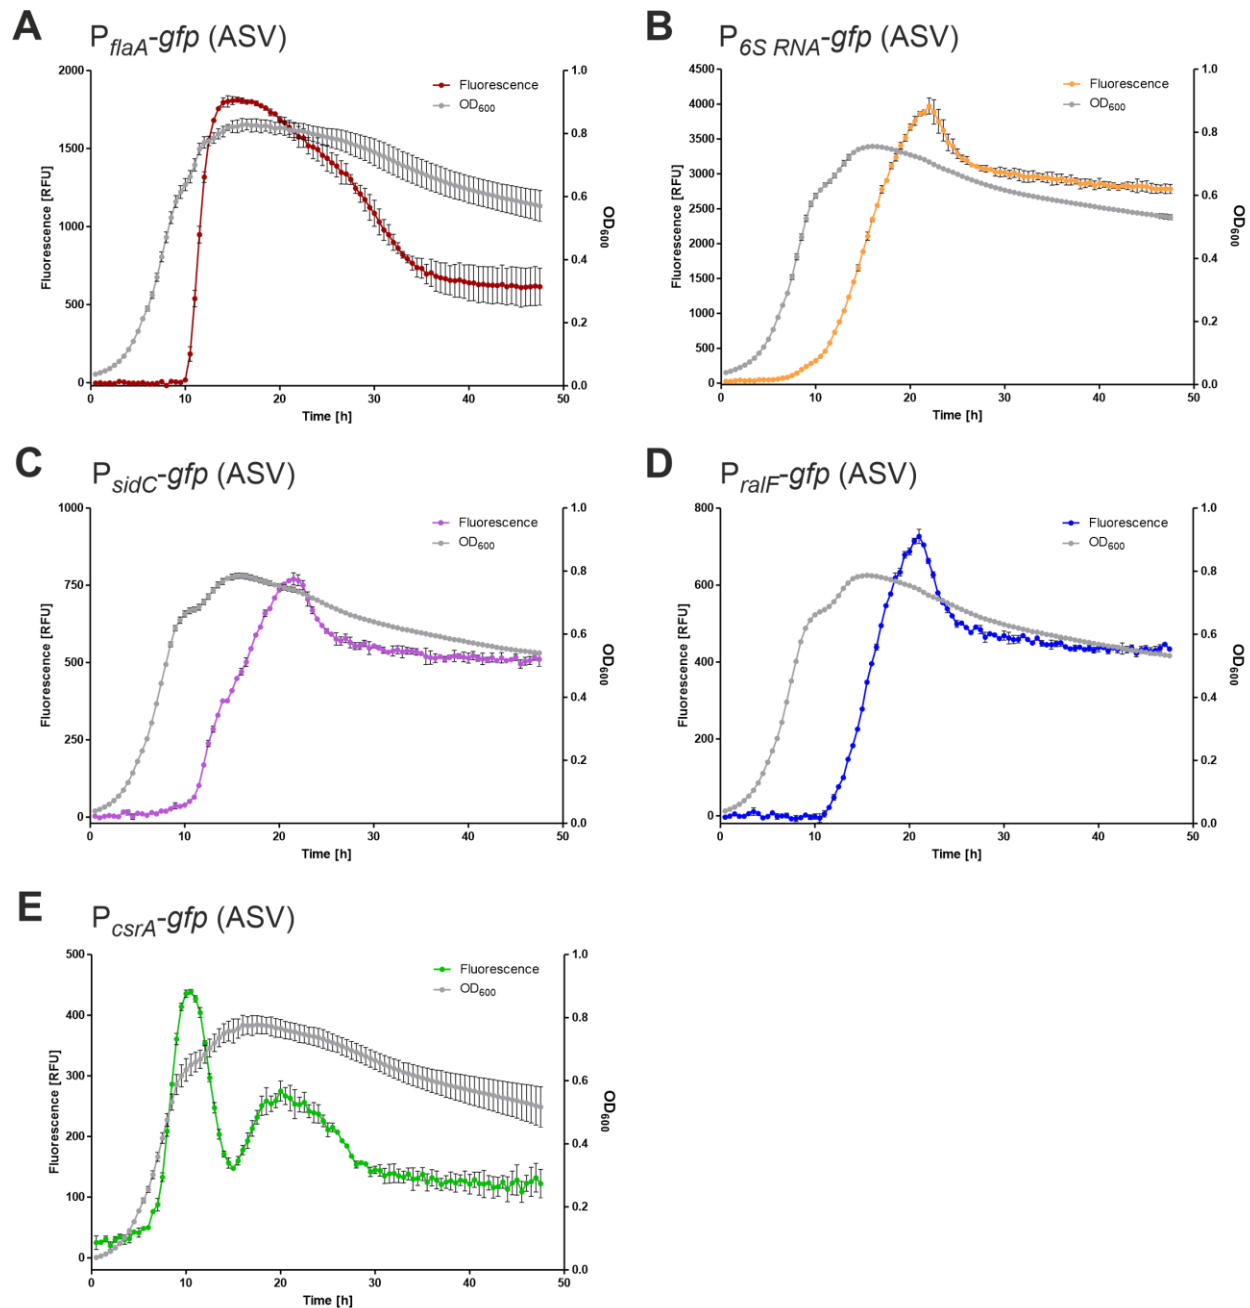 A
P flaA-gfp (ASV)
Fluorescence
OD600
2000
1500
1000
500
0
Fluorescence [RFU]
1.0
0.8
0.6
0.4
0.2
0.0
OD600
0 10 20 30 40 50
Time [h]
B
P 6S RNA-gfp (ASV)
Fluorescence
OD600
4500
4000
3500
3000
2500
2000
1500
1000
500
0
Fluorescence [RFU]
1.0
0.8
0.6
0.4
0.2
0.0
OD600
0 10 20 30 40 50
Time [h]
C
P sidC-gfp (ASV)
Fluorescence
OD600
1000
750
500
250
0
Fluorescence [RFU]
1.0
0.8
0.6
0.4
0.2
0.0
OD600
0 10 20 30 40 50
Time [h]
D
P ralF-gfp (ASV)
Fluorescence
OD600
800
600
400
200
0
Fluorescence [RFU]
1.0
0.8
0.6
0.4
0.2
0.0
OD600
0 10 20 30 40 50
Time [h]
E
P csrA-gfp (ASV)
Fluorescence
OD600
500
400
300
200
100
0
Fluorescence [RFU]
1.0
0.8
0.6
0.4
0.2
0.0
OD600
0 10 20 30 40 50
Time [h]